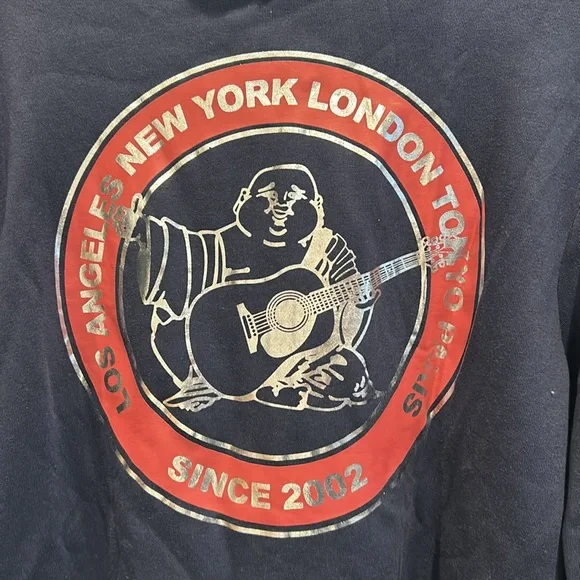 LOS ANGELES NEW YORK LONDON TOKYO PARIS
SINCE 2002